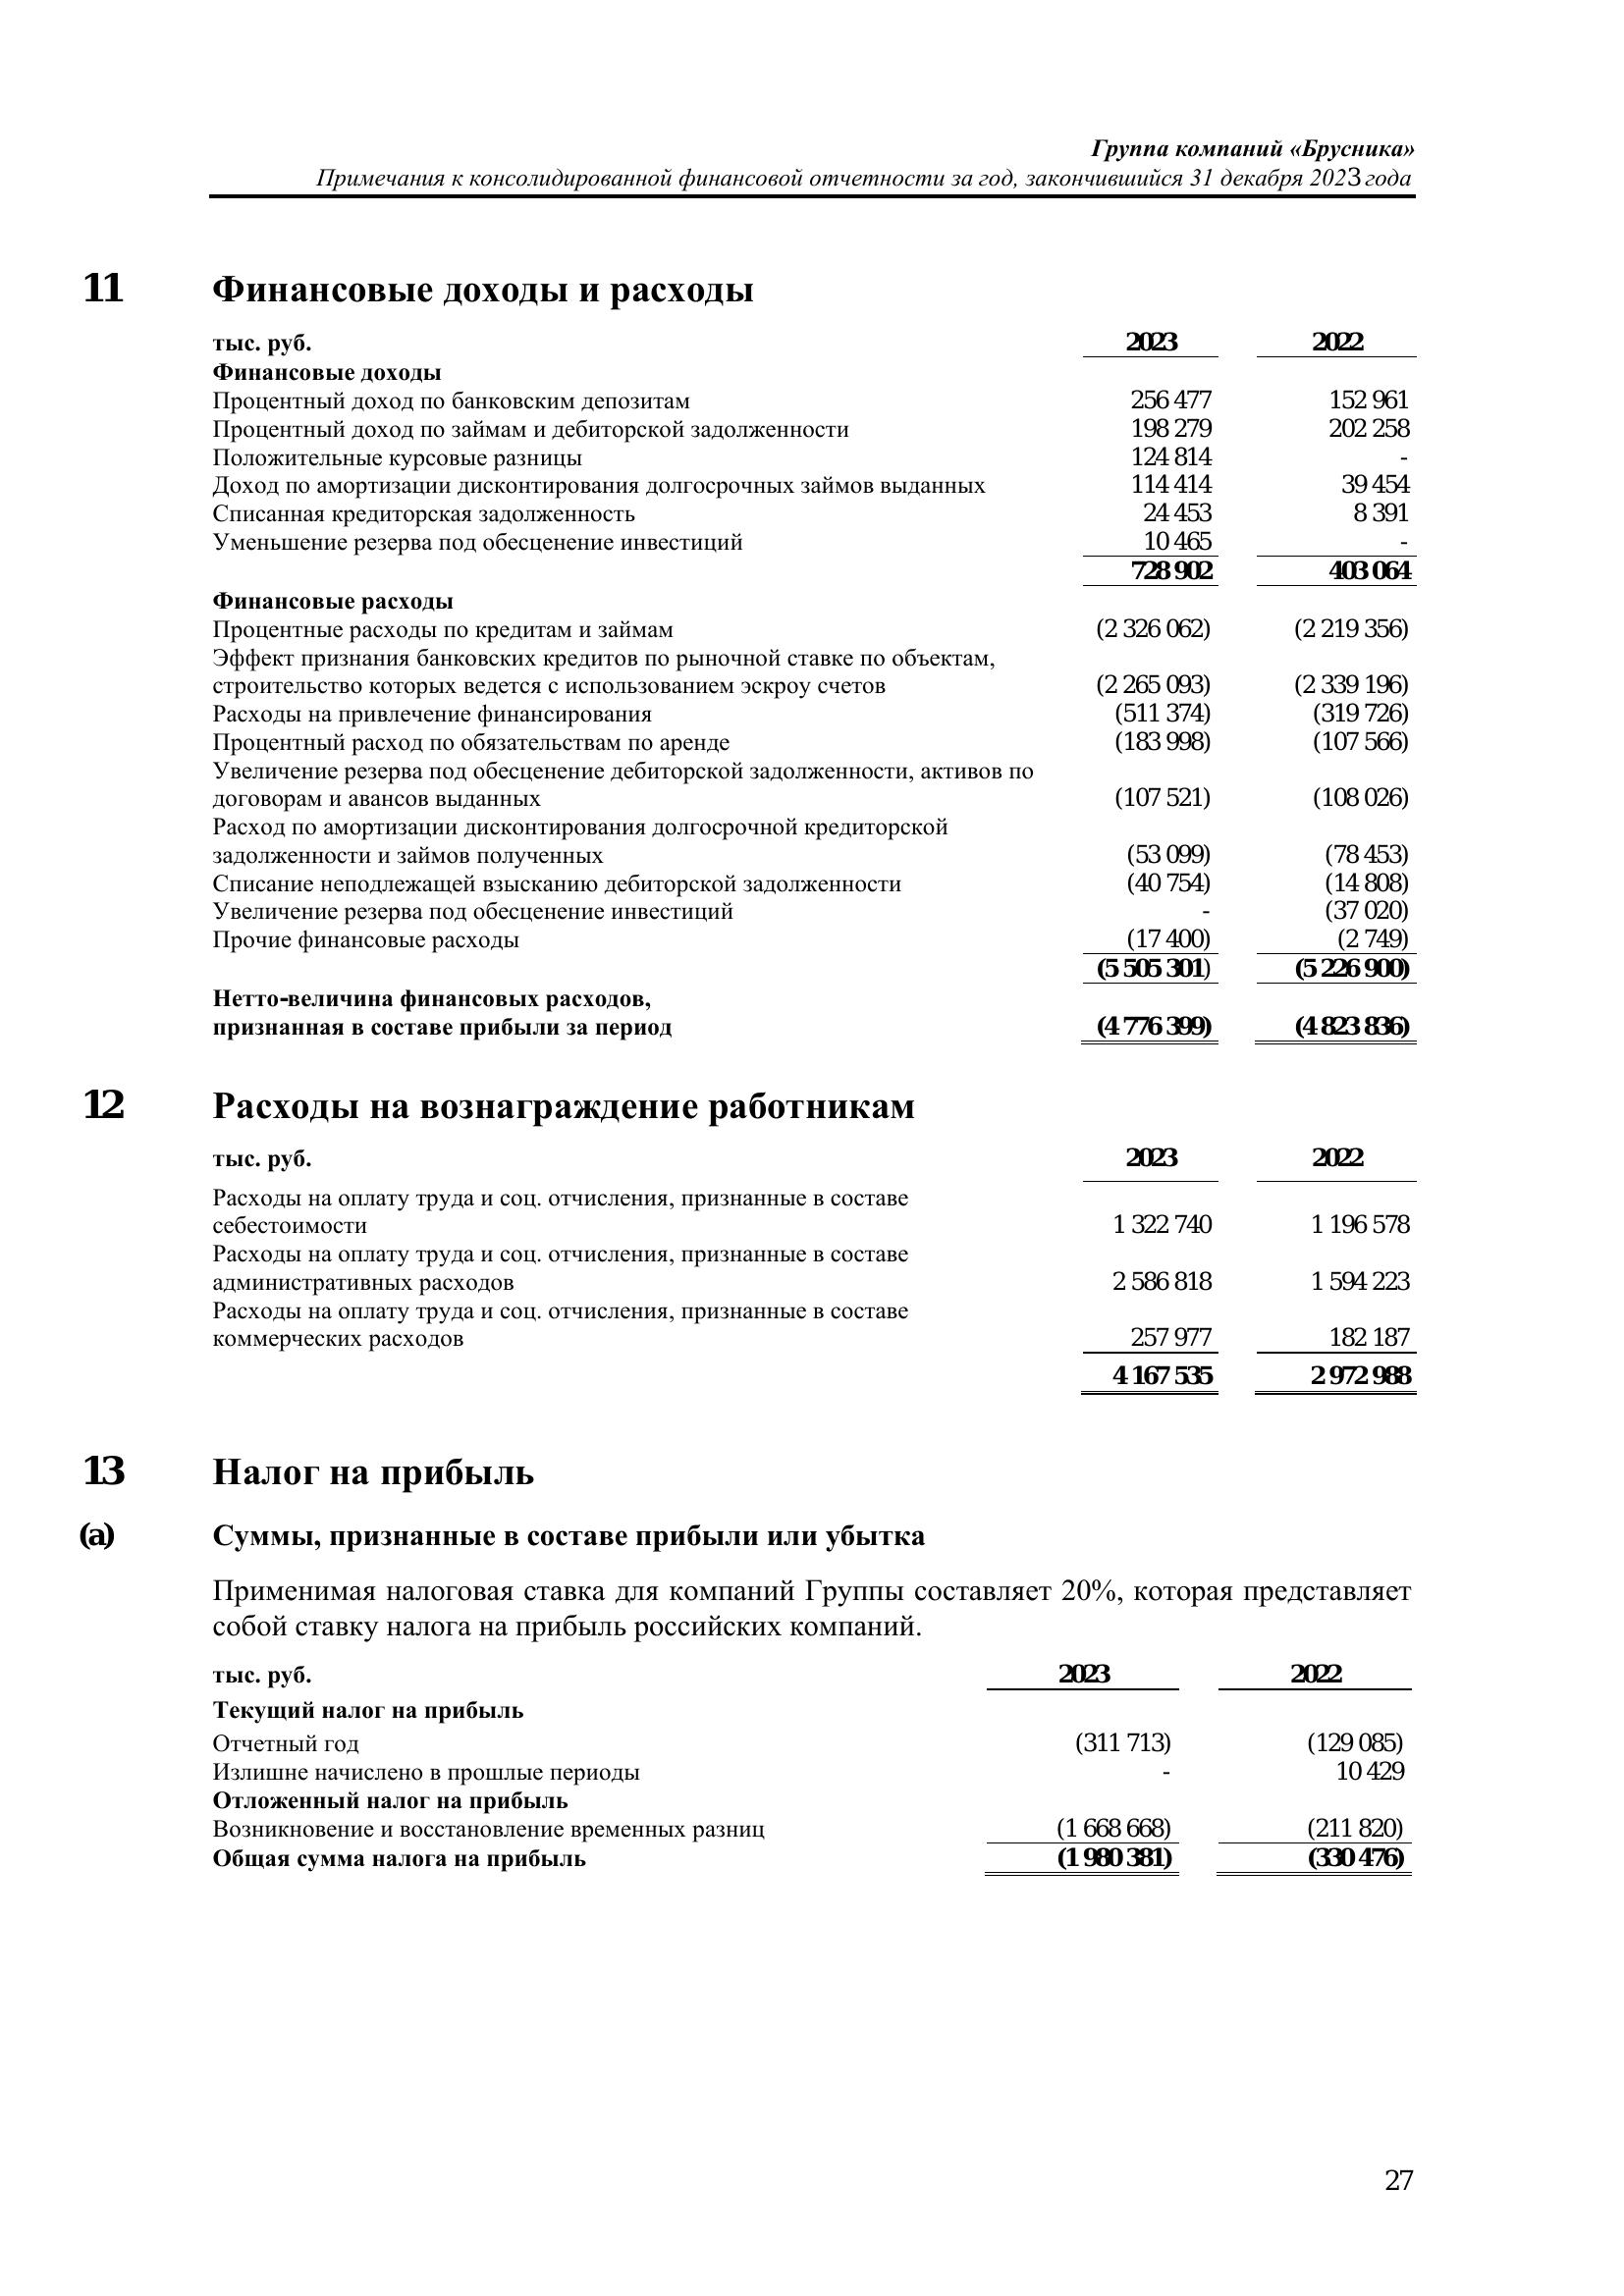 Группа компаний «Брусника»
Примечания к консолидированной финансовой отчетности за год, закончившийся 31 декабря 2023 года
11 Финансовые доходы и расходы
тыс. руб. 2023 2022
Финансовые доходы
Процентный доход по банковским депозитам 256 477 152 961
Процентный доход по займам и дебиторской задолженности 198 279 202 258
Положительные курсовые разницы 124 814 -
Доход по амортизации дисконтирования долгосрочных займов выданных 114 414 39 454
Списанная кредиторская задолженность 24 453 8 391
Уменьшение резерва под обесценение инвестиций 10 465 -
728 902 403 064
Финансовые расходы
Процентные расходы по кредитам и займам (2 326 062) (2 219 356)
Эффект признания банковских кредитов по рыночной ставке по объектам,
строительство которых ведется с использованием эскроу счетов (2 265 093) (2 339 196)
Расходы на привлечение финансирования (511 374) (319 726)
Процентный расход по обязательствам по аренде (183 998) (107 566)
Увеличение резерва под обесценение дебиторской задолженности, активов по
договорам и авансов выданных (107 521) (108 026)
Расход по амортизации дисконтирования долгосрочной кредиторской
задолженности и займов полученных (53 099) (78 453)
Списание неподлежащей взысканию дебиторской задолженности (40 754) (14 808)
Увеличение резерва под обесценение инвестиций - (37 020)
Прочие финансовые расходы (17 400) (2 749)
(5 505 301) (5 226 900)
Нетто-величина финансовых расходов,
признанная в составе прибыли за период (4 776 399) (4 823 836)
12 Расходы на вознаграждение работникам
тыс. руб. 2023 2022
Расходы на оплату труда и соц. отчисления, признанные в составе
себестоимости 1 322 740 1 196 578
Расходы на оплату труда и соц. отчисления, признанные в составе
административных расходов 2 586 818 1 594 223
Расходы на оплату труда и соц. отчисления, признанные в составе
коммерческих расходов 257 977 182 187
4 167 535 2 972 988
13 Налог на прибыль
(a) Суммы, признанные в составе прибыли или убытка
Применимая налоговая ставка для компаний Группы составляет 20%, которая представляет
собой ставку налога на прибыль российских компаний.
тыс. руб. 2023 2022
Текущий налог на прибыль
Отчетный год (311 713) (129 085)
Излишне начислено в прошлые периоды - 10 429
Отложенный налог на прибыль
Возникновение и восстановление временных разниц (1 668 668) (211 820)
Общая сумма налога на прибыль (1 980 381) (330 476)
27